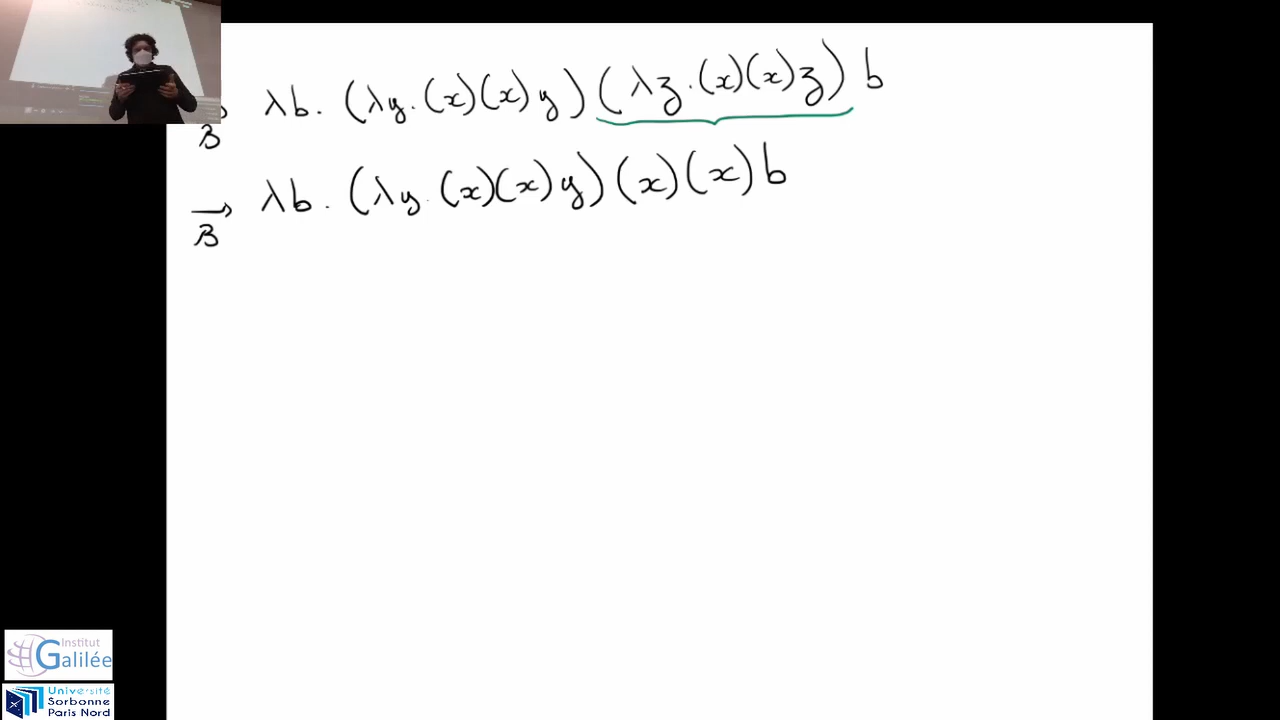 →β λb. (λy. (x)(x) y) (λz. (x)(x) z) b
→β λb. (λy. (x)(x) y) (x)(x) b
Institut
Galilée
Université
Sorbonne
Paris Nord